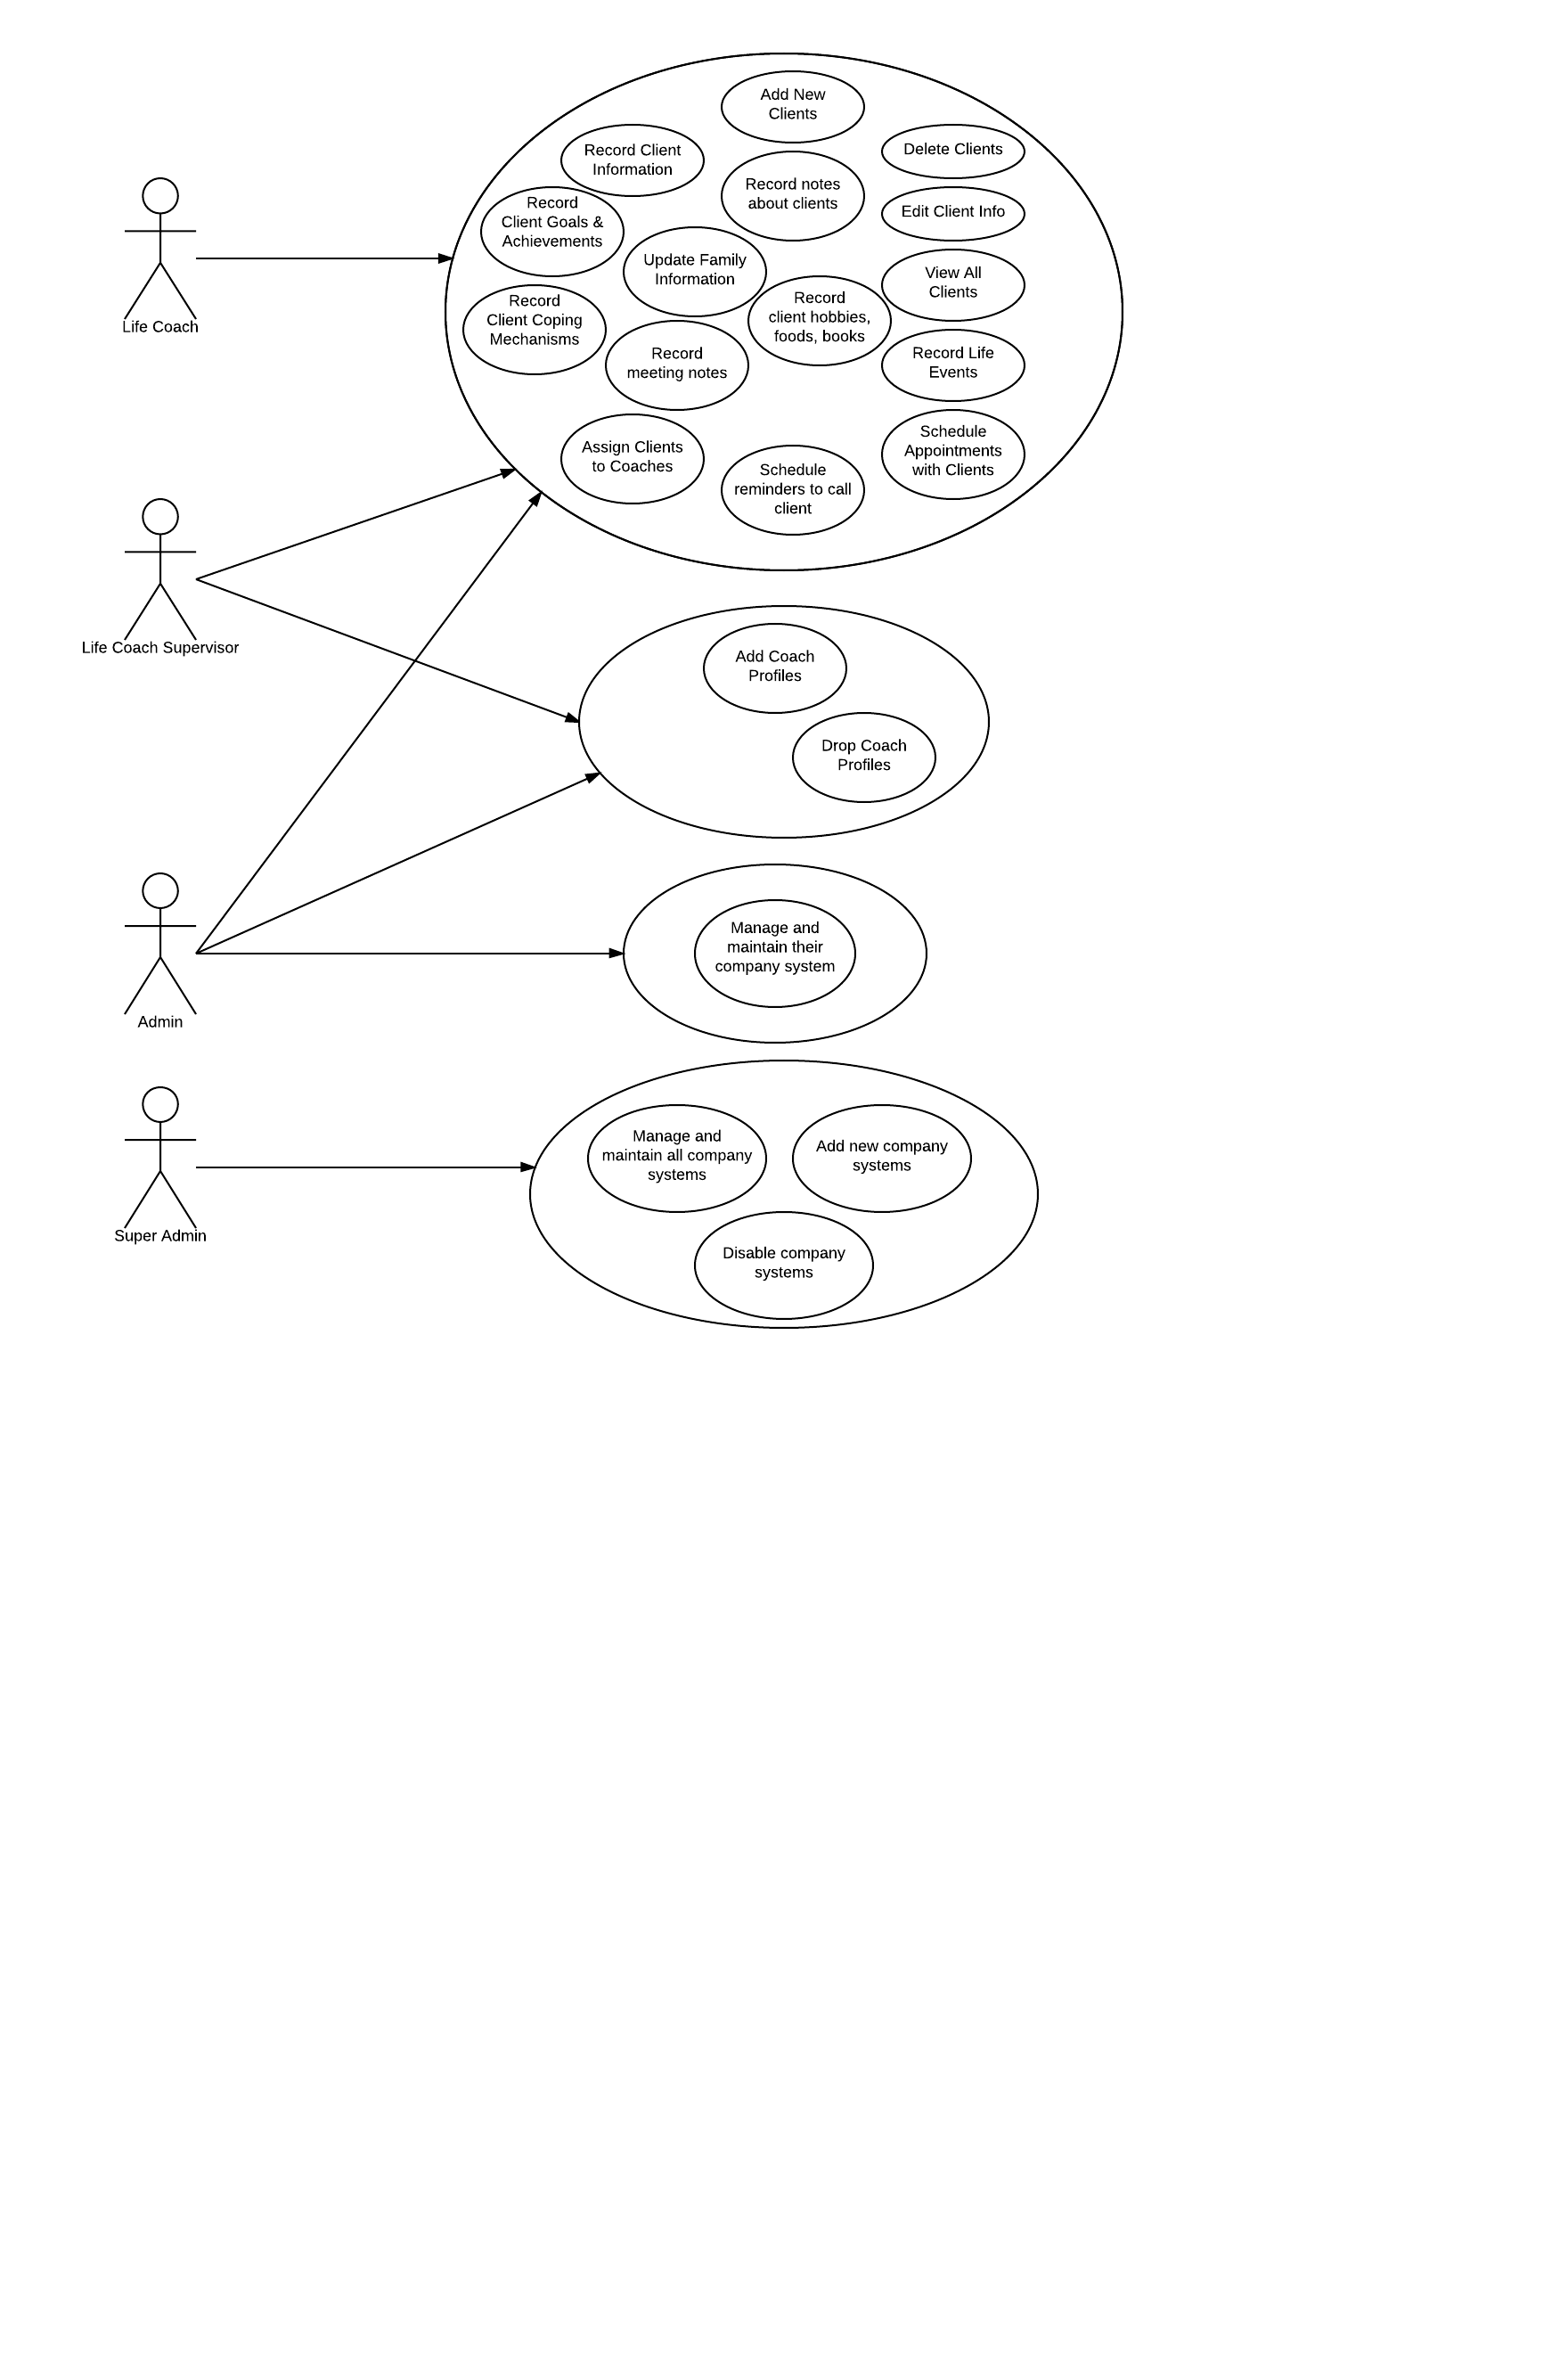 Add New
Clients
Delete Clients
Record Client
Information
Record notes
about clients
Edit Client Info
Record
Client Goals &
Achievements
Update Family
Information
View All
Clients
Record
Client Coping
Mechanisms
Record
client hobbies,
foods, books
Life Coach
Record
meeting notes
Record Life
Events
Assign Clients
to Coaches
Schedule
Appointments
with Clients
Schedule
reminders to call
client
Life Coach Supervisor
Add Coach
Profiles
Drop Coach
Profiles
Manage and
maintain their
company system
Admin
Manage and
maintain all company
systems
Add new company
systems
Super Admin
Disable company
systems